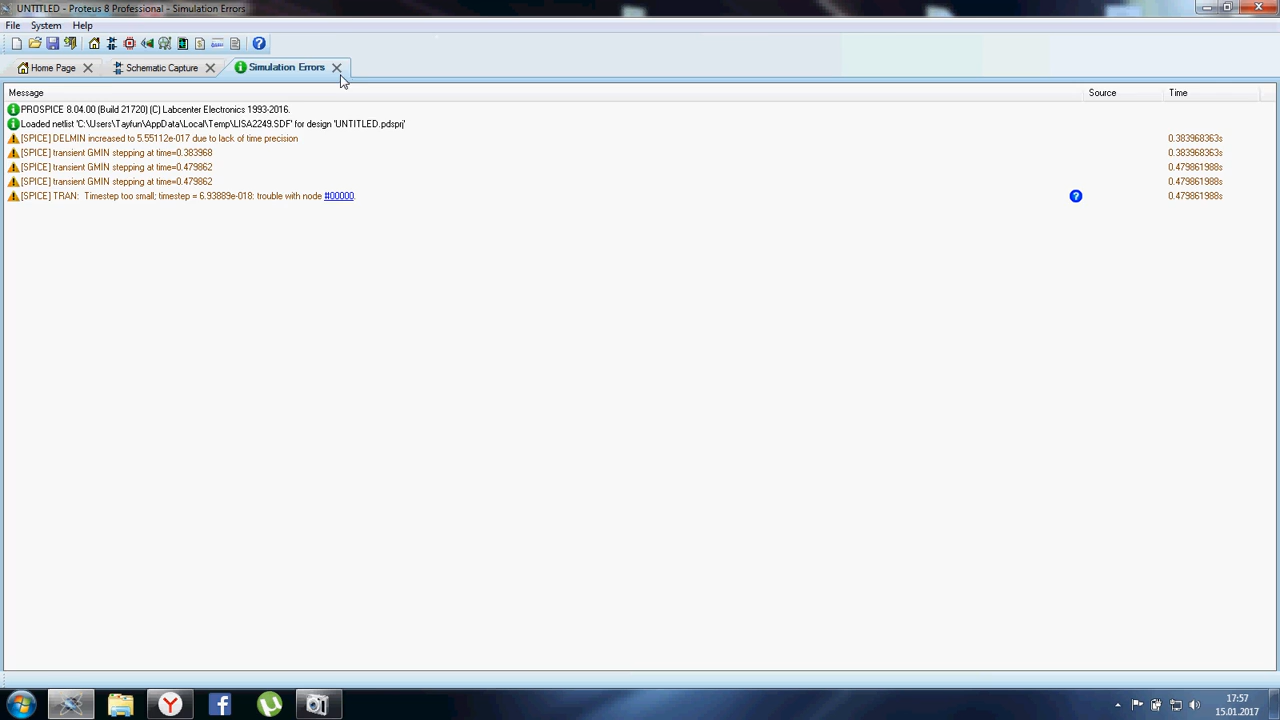 UNTITLED - Proteus 8 Professional - Simulation Errors
File System Help
Home Page Schematic Capture Simulation Errors
Message Source Time
PROSPICE 8.04.00 (Build 21720) (C) Labcenter Electronics 1993-2016.
Loaded netlist 'C:\Users\Tayfun\AppData\Local\Temp\LISA2249.SDF' for design 'UNTITLED.pdsprj'
[SPICE] DELMIN increased to 5.55112e-017 due to lack of time precision 0.383968363s
[SPICE] transient GMIN stepping at time=0.383968 0.383968363s
[SPICE] transient GMIN stepping at time=0.479862 0.479861988s
[SPICE] transient GMIN stepping at time=0.479862 0.479861988s
[SPICE] TRAN: Timestep too small; timestep = 6.93889e-018: trouble with node #00000. 0.479861988s
17:57
15.01.2017